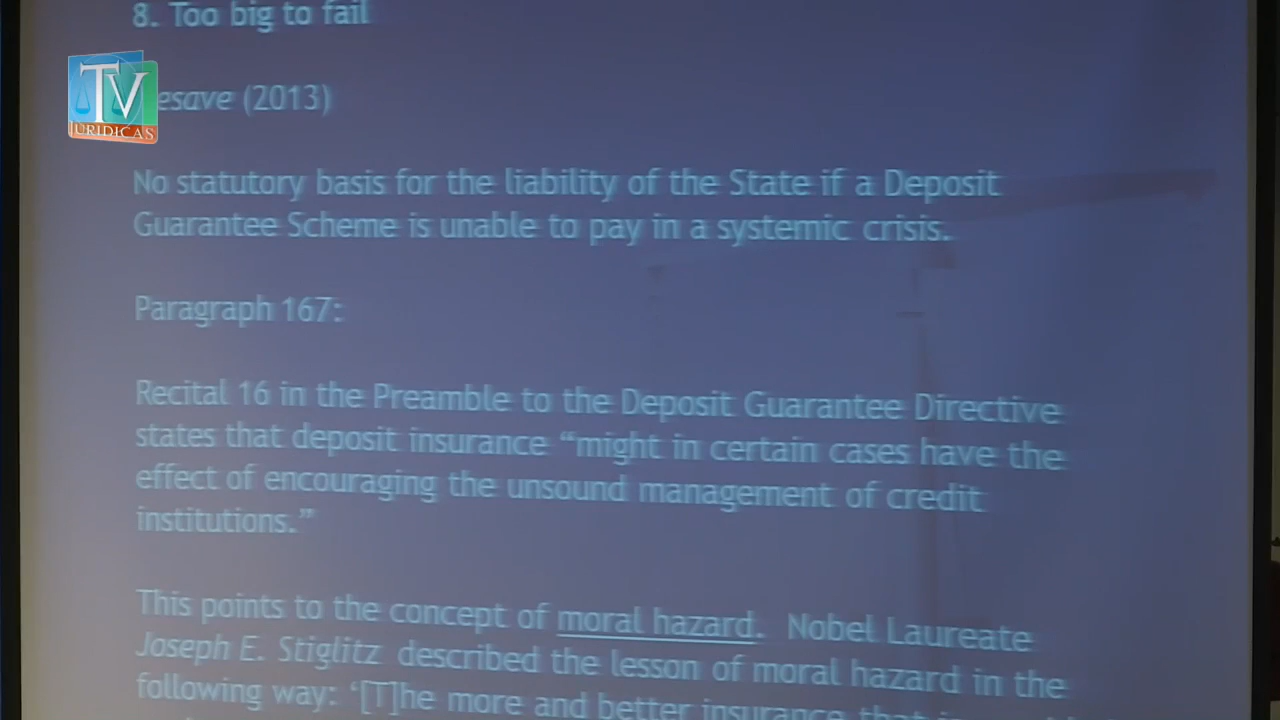 8. Too big to fail
TV
JURIDICAS
esave (2013)
No statutory basis for the liability of the State if a Deposit
Guarantee Scheme is unable to pay in a systemic crisis.
Paragraph 167:
Recital 16 in the Preamble to the Deposit Guarantee Directive
states that deposit insurance “might in certain cases have the
effect of encouraging the unsound management of credit
institutions.”
This points to the concept of moral hazard. Nobel Laureate
Joseph E. Stiglitz described the lesson of moral hazard in the
following way: ‘[T]he more and better insurance that